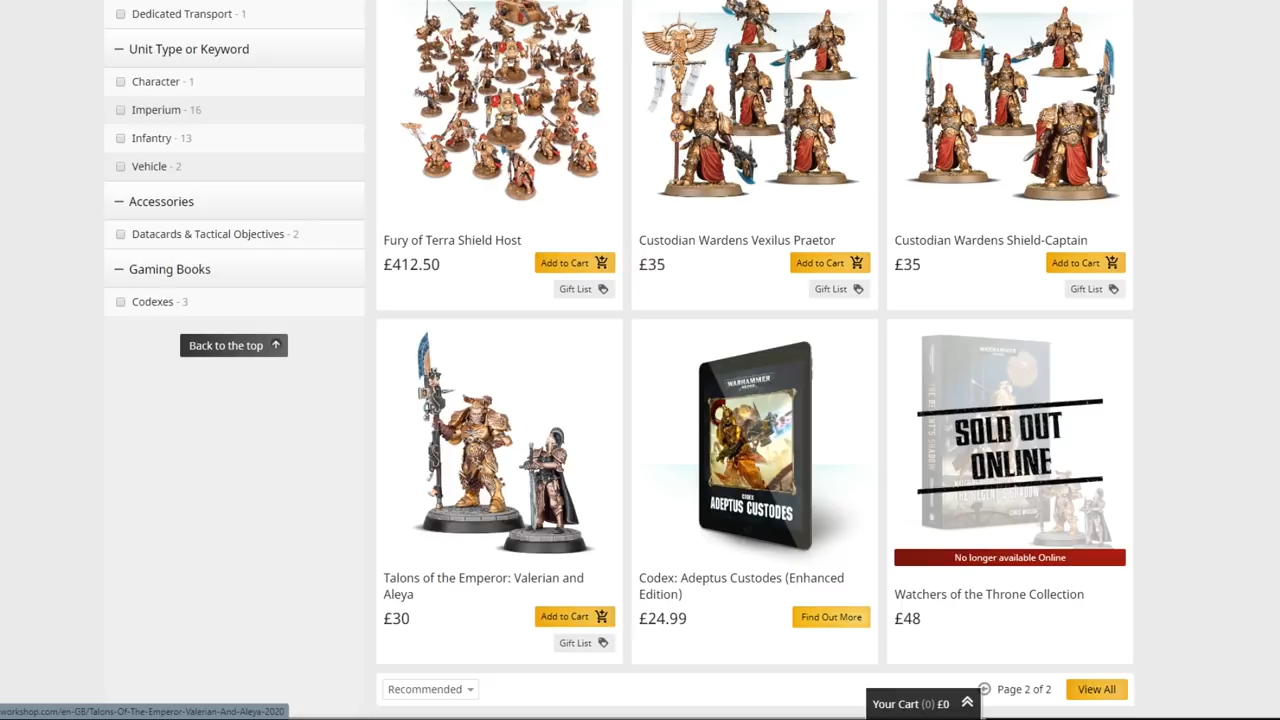 Dedicated Transport - 1
— Unit Type or Keyword
Character - 1
Imperium - 16
Infantry - 13
Vehicle - 2
— Accessories
Datacards & Tactical Objectives - 2
— Gaming Books
Codexes - 3
Back to the top
Fury of Terra Shield Host
£412.50
Add to Cart
Gift List
Custodian Wardens Vexilus Praetor
£35
Add to Cart
Gift List
Custodian Wardens Shield-Captain
£35
Add to Cart
Gift List
Talons of the Emperor: Valerian and
Aleya
£30
Add to Cart
Gift List
WARHAMMER
CODEX
ADEPTUS CUSTODES
Codex: Adeptus Custodes (Enhanced
Edition)
£24.99
Find Out More
WARHAMMER
SOLD OUT
ONLINE
THE REGENT'S SHADOW
No longer available Online
Watchers of the Throne Collection
£48
Recommended
Page 2 of 2
View All
Your Cart (0) £0
workshop.com/en-GB/Talons-Of-The-Emperor-Valerian-And-Aleya-2020